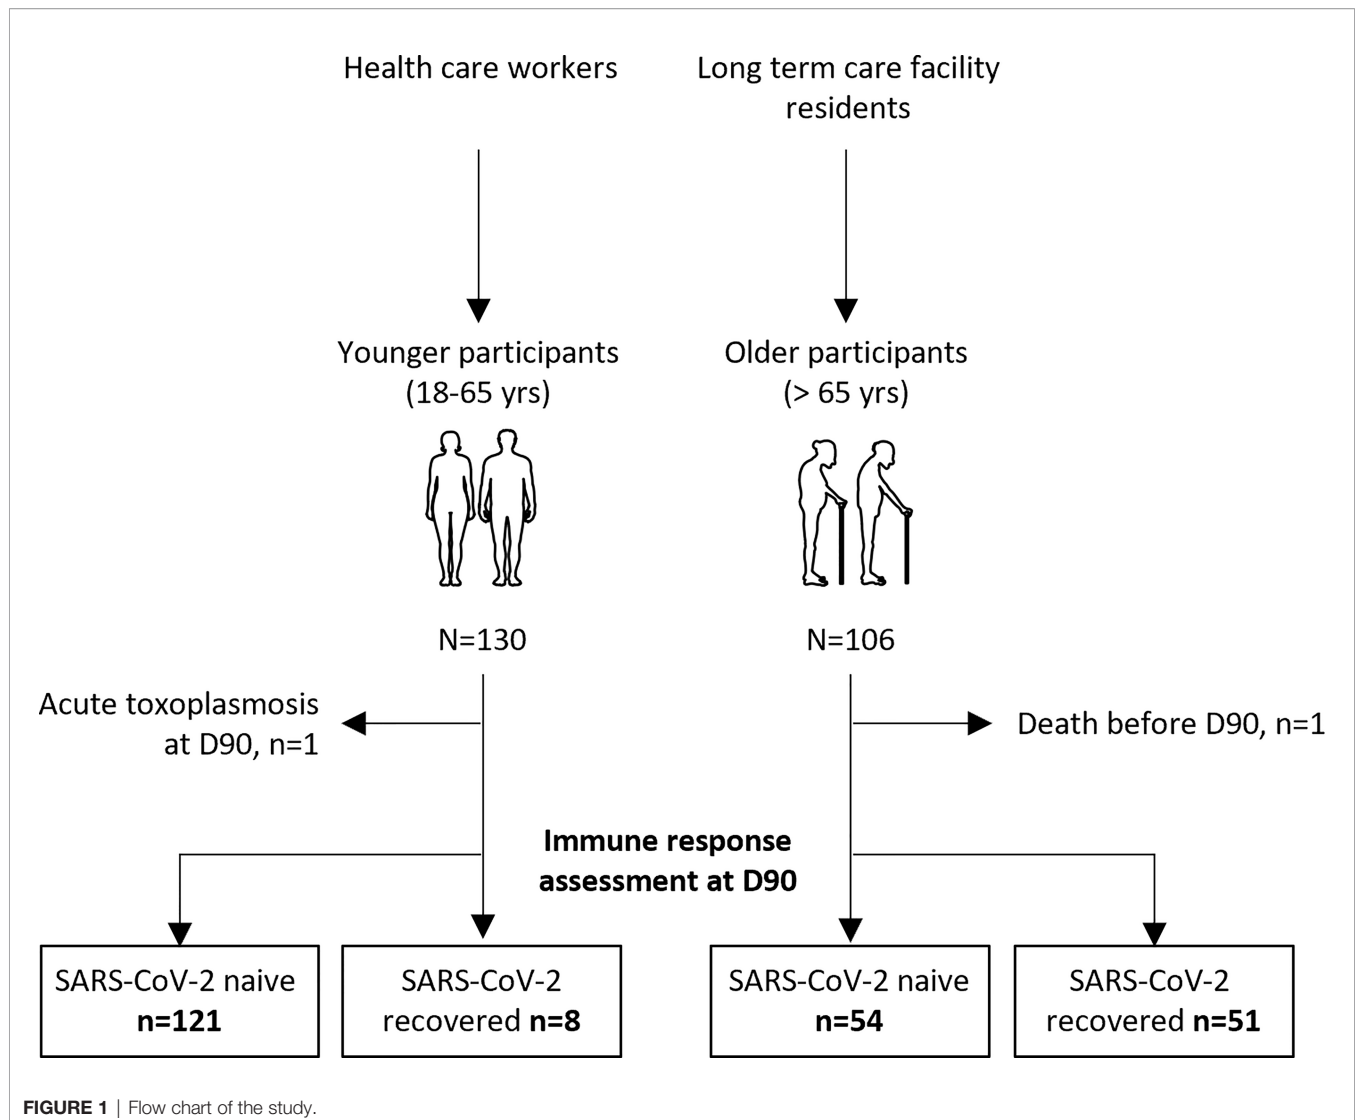 Health care workers
Long term care facility
residents
Younger participants
(18-65 yrs)
Older participants
(> 65 yrs)
N=130
N=106
Acute toxoplasmosis
at D90, n=1
Death before D90, n=1
Immune response
assessment at D90
SARS-CoV-2 naive
n=121
SARS-CoV-2
recovered n=8
SARS-CoV-2 naive
n=54
SARS-CoV-2
recovered n=51
FIGURE 1 | Flow chart of the study.